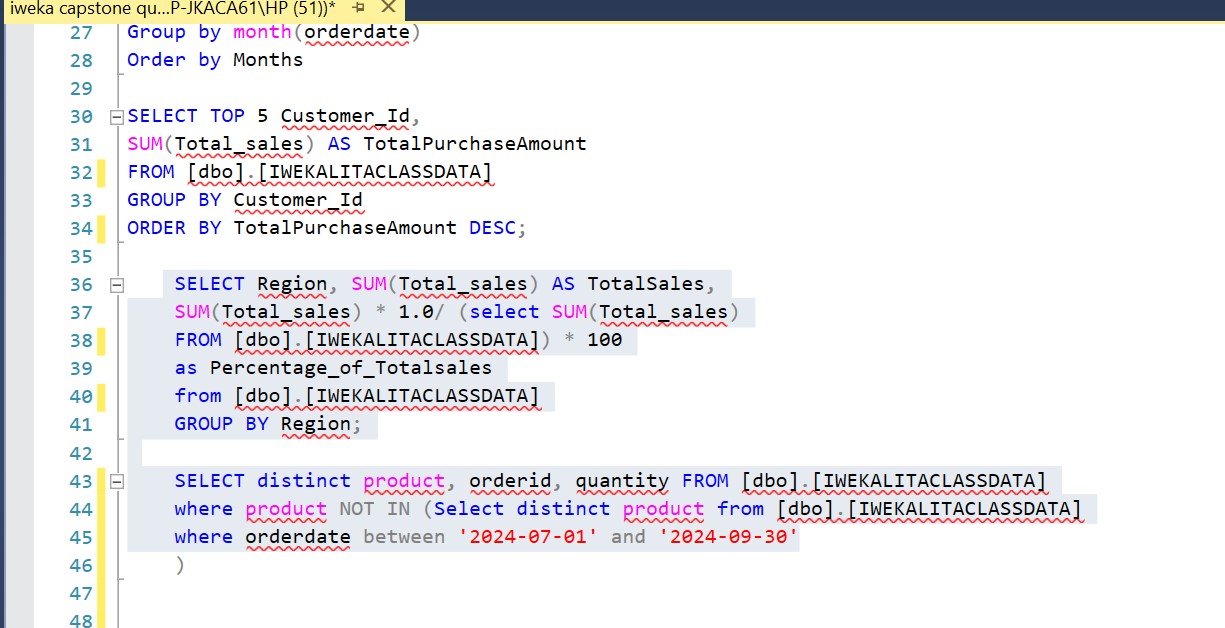 iweka capstone qu...P-JKACA61\HP (51))*
27 Group by month(orderdate)
28 Order by Months
29
30 SELECT TOP 5 Customer_Id,
31 SUM(Total_sales) AS TotalPurchaseAmount
32 FROM [dbo].[IWEKALITACLASSDATA]
33 GROUP BY Customer_Id
34 ORDER BY TotalPurchaseAmount DESC;
35
36 SELECT Region, SUM(Total_sales) AS TotalSales,
37 SUM(Total_sales) * 1.0/ (select SUM(Total_sales)
38 FROM [dbo].[IWEKALITACLASSDATA]) * 100
39 as Percentage_of_Totalsales
40 from [dbo].[IWEKALITACLASSDATA]
41 GROUP BY Region;
42
43 SELECT distinct product, orderid, quantity FROM [dbo].[IWEKALITACLASSDATA]
44 where product NOT IN (Select distinct product from [dbo].[IWEKALITACLASSDATA]
45 where orderdate between '2024-07-01' and '2024-09-30'
46 )
47
48